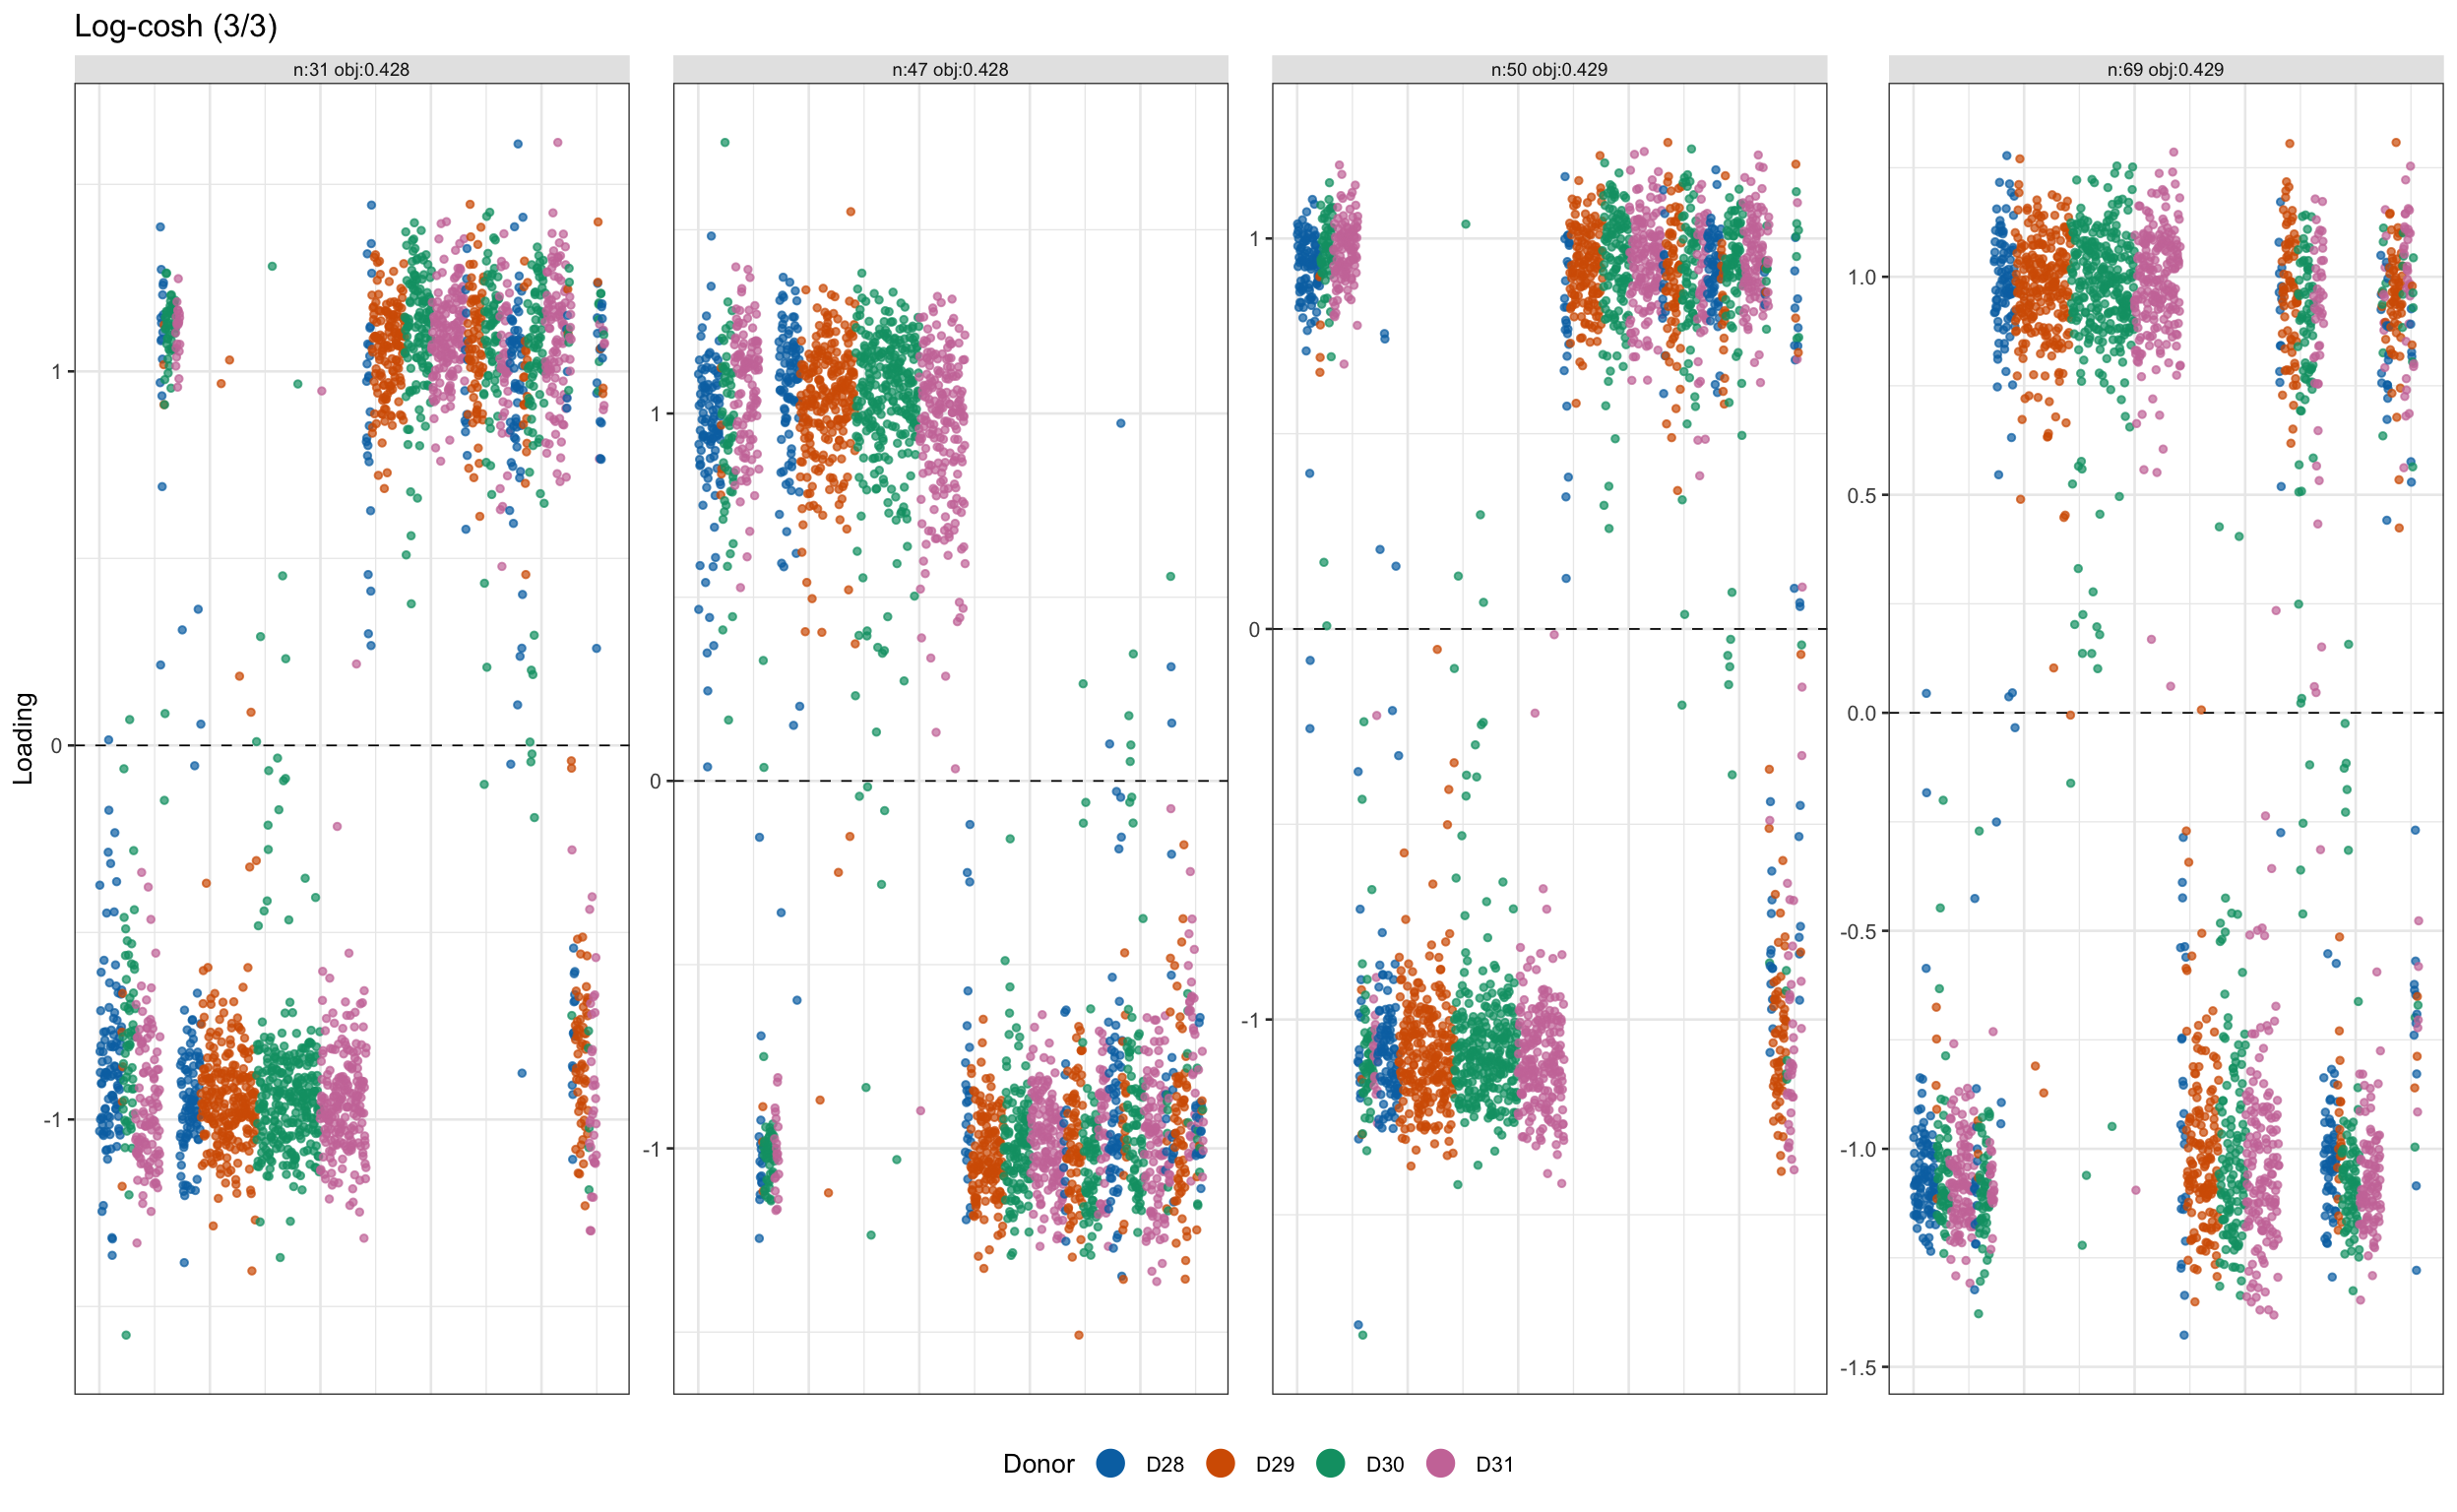 Log-cosh (3/3)
n:31 obj:0.428
n:47 obj:0.428
n:50 obj:0.429
n:69 obj:0.429
Loading
1
0
-1
1
0
-1
1
0
-1
1.0
0.5
0.0
-0.5
-1.0
-1.5
Donor D28 D29 D30 D31